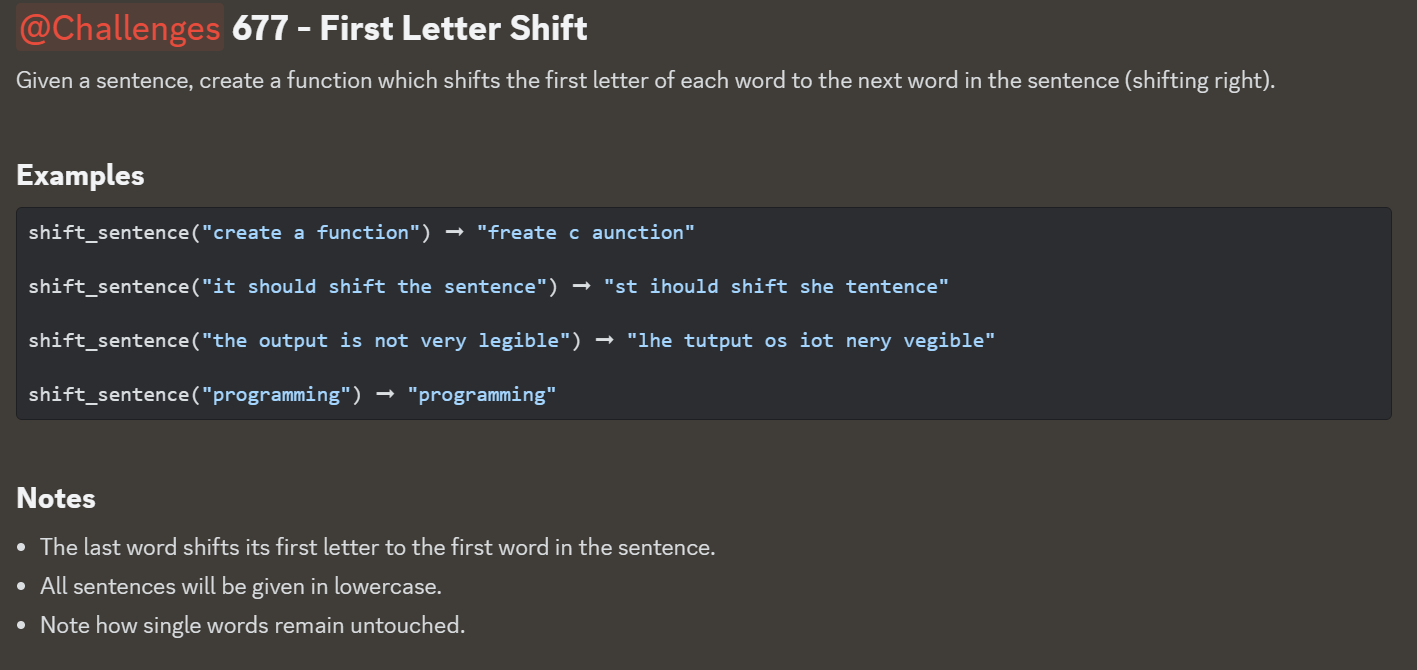 @Challenges 677 - First Letter Shift
Given a sentence, create a function which shifts the first letter of each word to the next word in the sentence (shifting right).
Examples
shift_sentence("create a function") → "freate c aunction"
shift_sentence("it should shift the sentence") → "st ihould shift she tentence"
shift_sentence("the output is not very legible") → "lhe tutput os iot nery vegible"
shift_sentence("programming") → "programming"
Notes
• The last word shifts its first letter to the first word in the sentence.
• All sentences will be given in lowercase.
• Note how single words remain untouched.